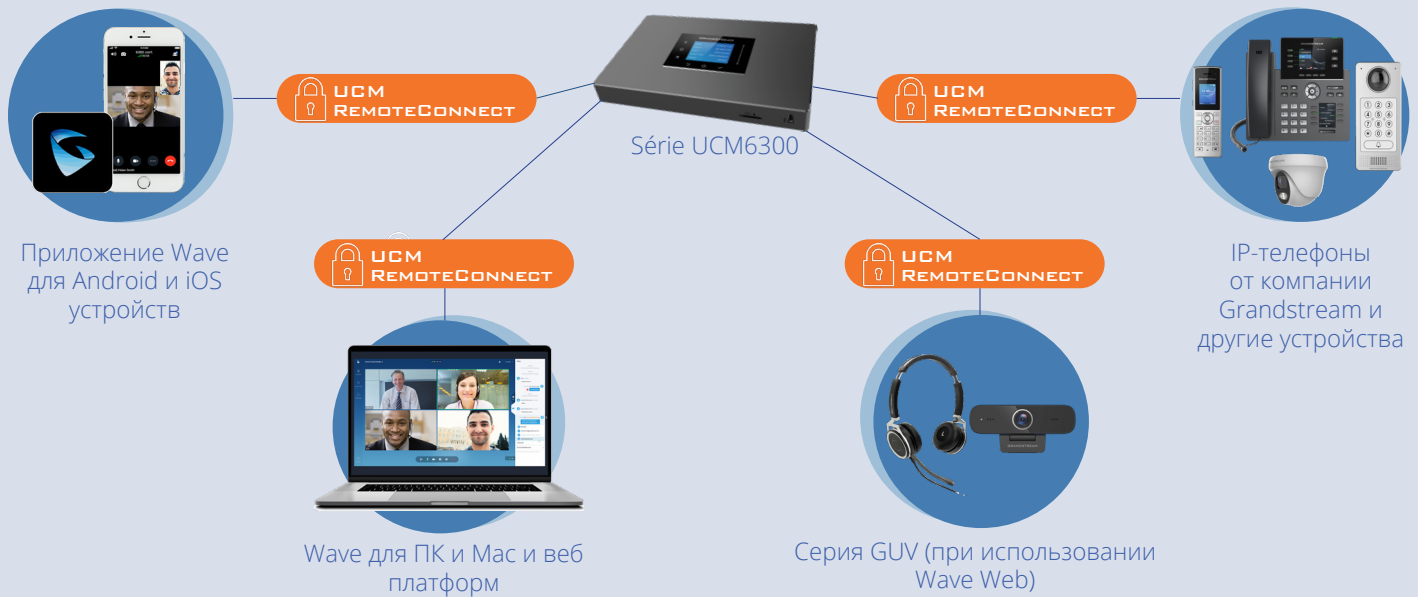 UCM
REMOTECONNECT
UCM
REMOTECONNECT
Série UCM6300
Приложение Wave
для Android и iOS
устройств
UCM
REMOTECONNECT
UCM
REMOTECONNECT
IP-телефоны
от компании
Grandstream и
другие устройства
Wave для ПК и Mac и веб
платформ
Серия GUV (при использовании
Wave Web)